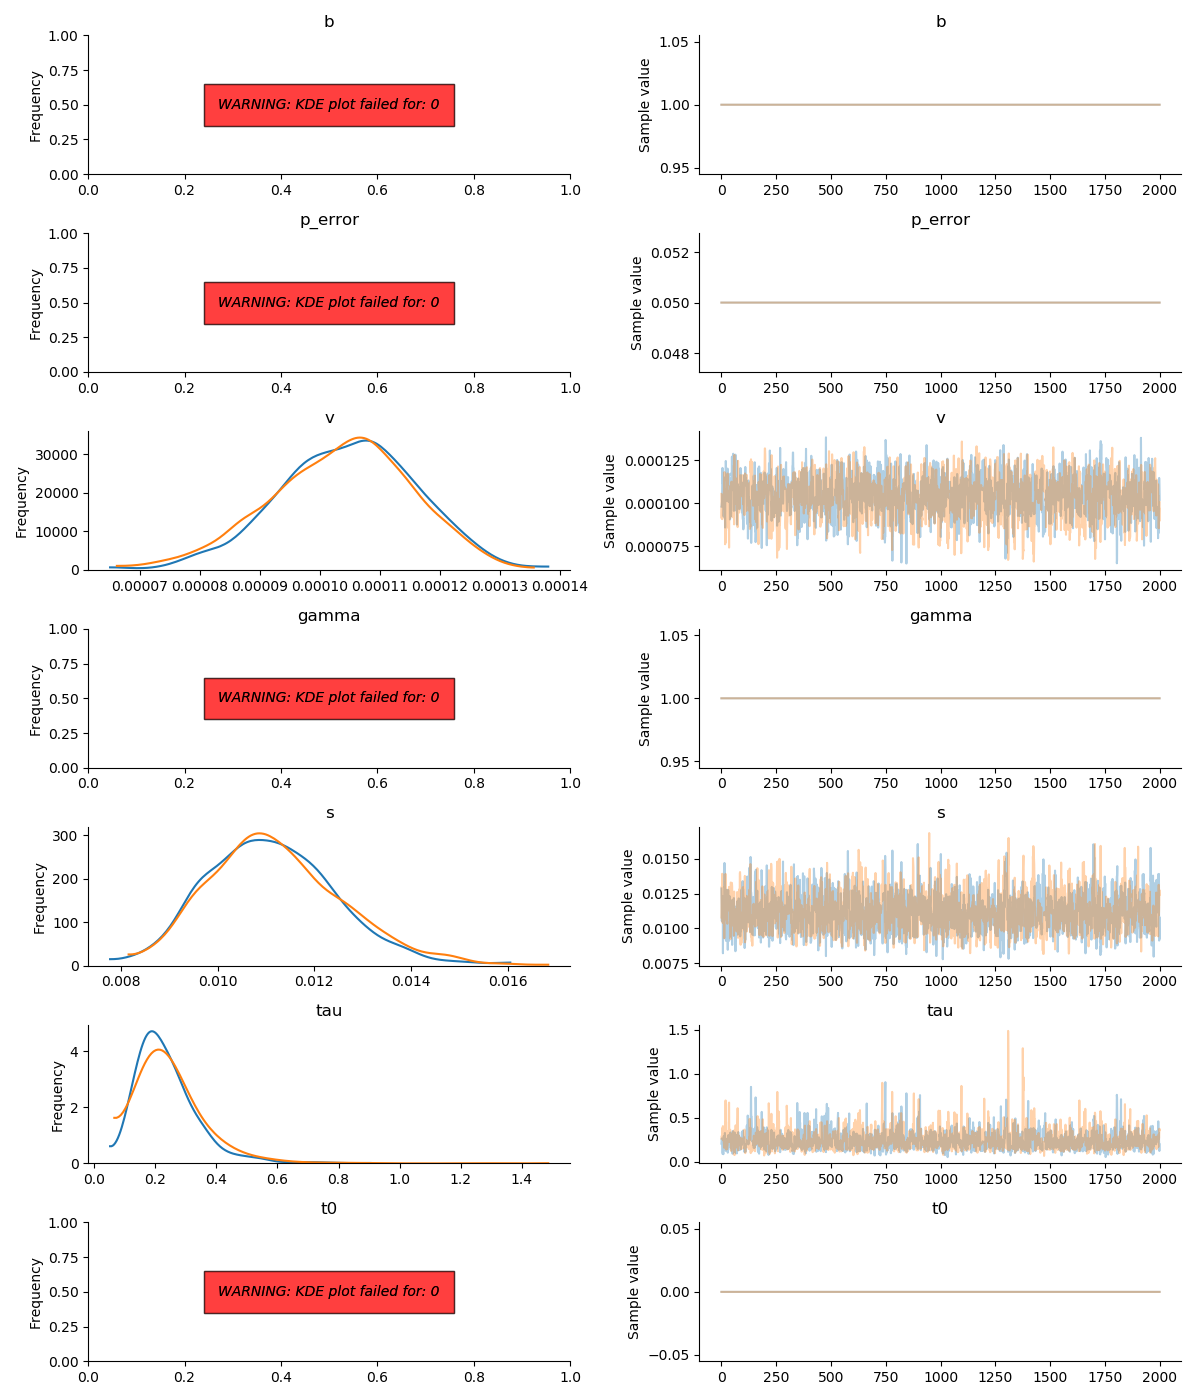 b
b
1.00
0.75
0.50
0.25
0.00
Frequency
WARNING: KDE plot failed for: 0
0.0 0.2 0.4 0.6 0.8 1.0
1.05
1.00
0.95
Sample value
0 250 500 750 1000 1250 1500 1750 2000
p_error
p_error
1.00
0.75
0.50
0.25
0.00
Frequency
WARNING: KDE plot failed for: 0
0.0 0.2 0.4 0.6 0.8 1.0
0.052
0.050
0.048
Sample value
0 250 500 750 1000 1250 1500 1750 2000
v
v
30000
20000
10000
0
Frequency
0.00007 0.00008 0.00009 0.00010 0.00011 0.00012 0.00013 0.00014
0.000125
0.000100
0.000075
Sample value
0 250 500 750 1000 1250 1500 1750 2000
gamma
gamma
1.00
0.75
0.50
0.25
0.00
Frequency
WARNING: KDE plot failed for: 0
0.0 0.2 0.4 0.6 0.8 1.0
1.05
1.00
0.95
Sample value
0 250 500 750 1000 1250 1500 1750 2000
s
s
300
200
100
0
Frequency
0.008 0.010 0.012 0.014 0.016
0.0150
0.0125
0.0100
0.0075
Sample value
0 250 500 750 1000 1250 1500 1750 2000
tau
tau
4
2
0
Frequency
0.0 0.2 0.4 0.6 0.8 1.0 1.2 1.4
1.5
1.0
0.5
0.0
Sample value
0 250 500 750 1000 1250 1500 1750 2000
t0
t0
1.00
0.75
0.50
0.25
0.00
Frequency
WARNING: KDE plot failed for: 0
0.0 0.2 0.4 0.6 0.8 1.0
0.05
0.00
−0.05
Sample value
0 250 500 750 1000 1250 1500 1750 2000